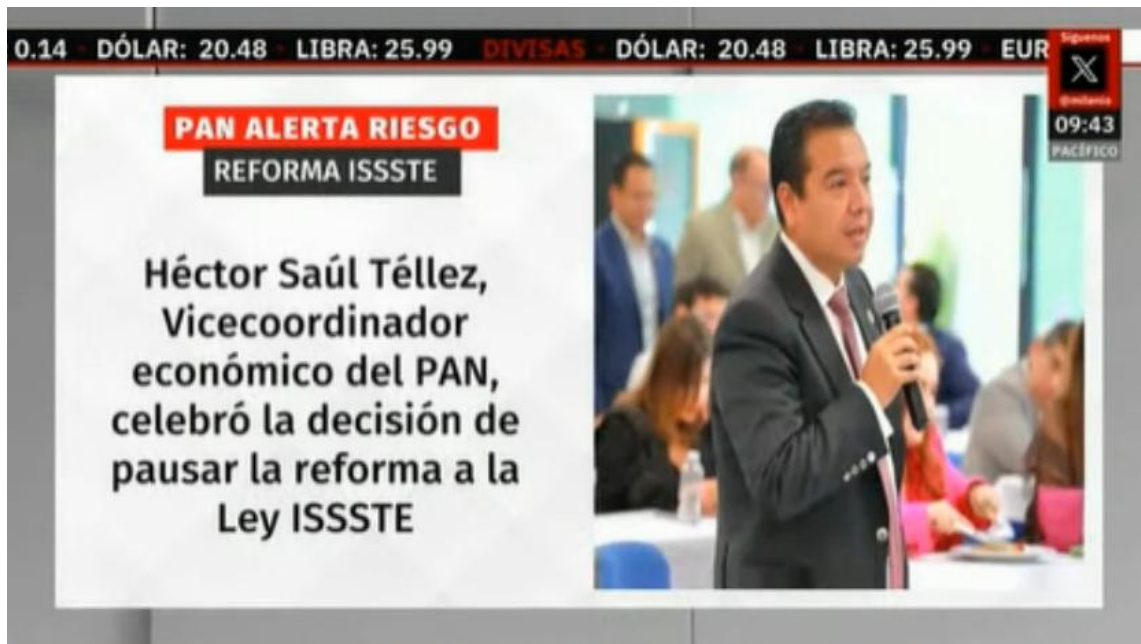 0.14 DÓLAR: 20.48 LIBRA: 25.99 DIVISAS DÓLAR: 20.48 LIBRA: 25.99 EUR
Síguenos
X
@milenio
09:43
PACÍFICO
PAN ALERTA RIESGO
REFORMA ISSSTE
Héctor Saúl Téllez,
Vicecoordinador
económico del PAN,
celebró la decisión de
pausar la reforma a la
Ley ISSSTE